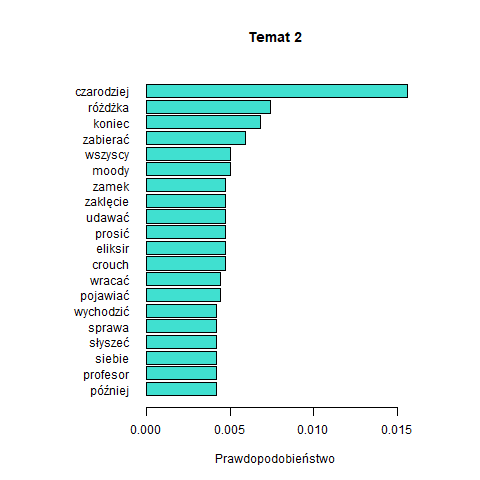 Temat 2
czarodziej
różdżka
koniec
zabierać
wszyscy
moody
zamek
zaklęcie
udawać
prosić
eliksir
crouch
wracać
pojawiać
wychodzić
sprawa
słyszeć
siebie
profesor
później
0.000 0.005 0.010 0.015
Prawdopodobieństwo